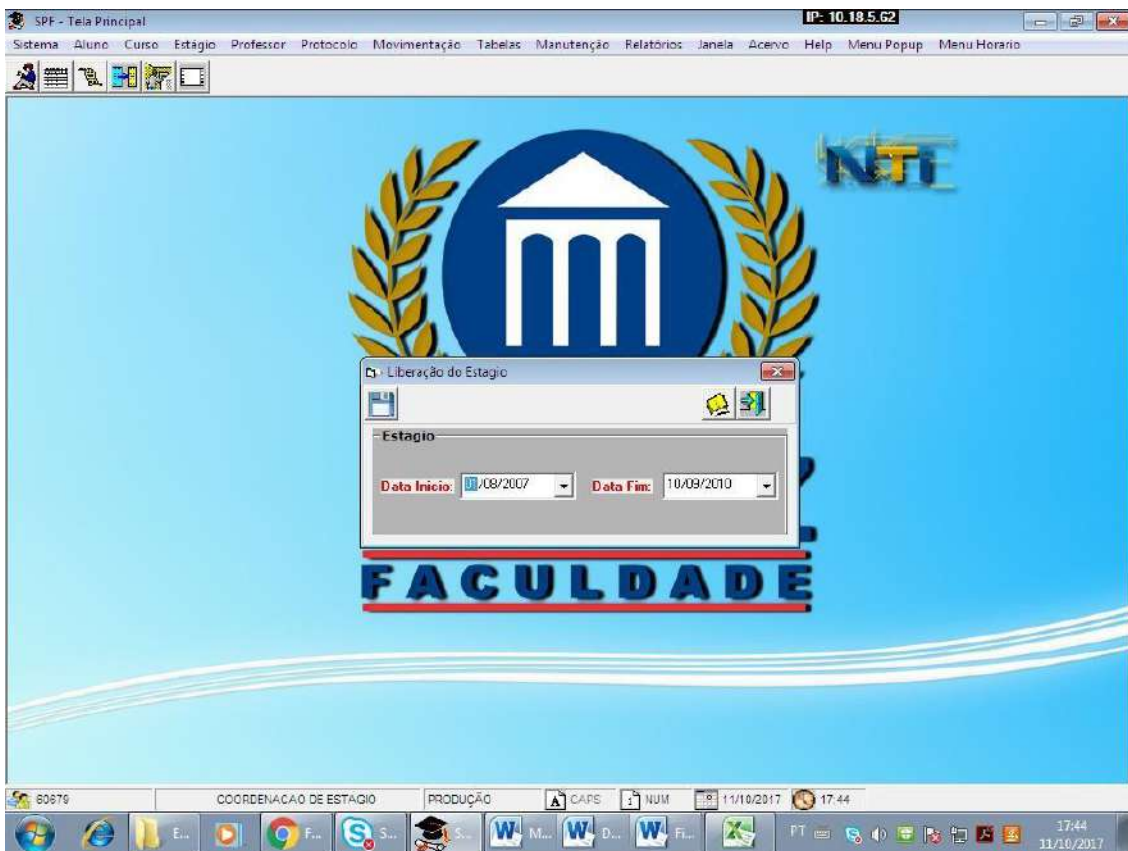 SPF - Tela Principal
IP: 10.18.5.62
Sistema Aluno Curso Estágio Professor Protocolo Movimentação Tabelas Manutenção Relatórios Janela Acervo Help Menu Popup Menu Horario
NTI
Liberação do Estagio
Estagio
Data Inicio: 01/08/2007 Data Fim: 10/09/2010
FACULDADE
60679 COORDENACAO DE ESTAGIO PRODUÇÃO CAPS NUM 11/10/2017 17:44
E... F... S... S... M... D... Fi... PT 17:44
11/10/2017